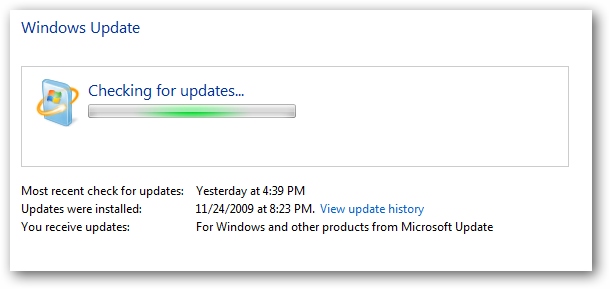 Windows Update
Checking for updates...
Most recent check for updates: Yesterday at 4:39 PM
Updates were installed: 11/24/2009 at 8:23 PM. View update history
You receive updates: For Windows and other products from Microsoft Update